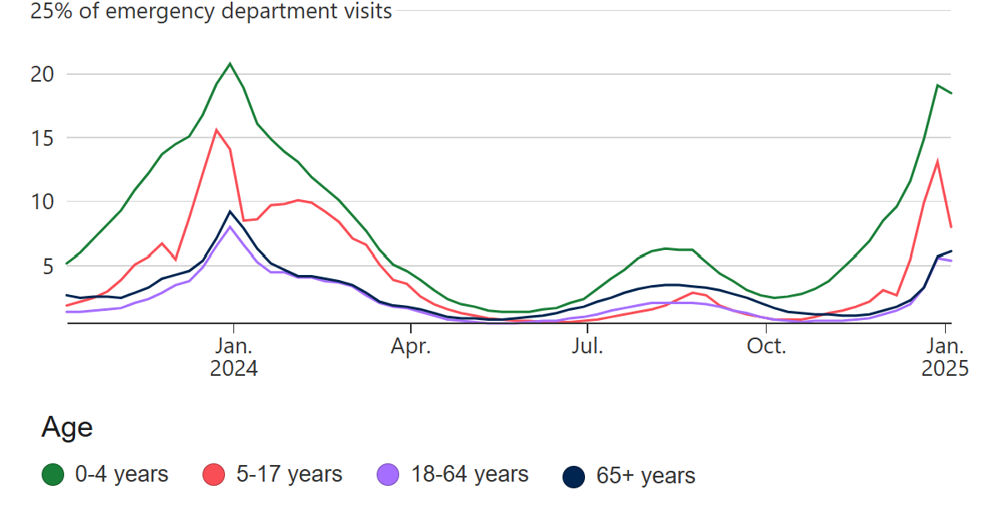 25% of emergency department visits
20
15
10
5
Jan. Apr. Jul. Oct. Jan.
2024 2025
Age
0-4 years 5-17 years 18-64 years 65+ years